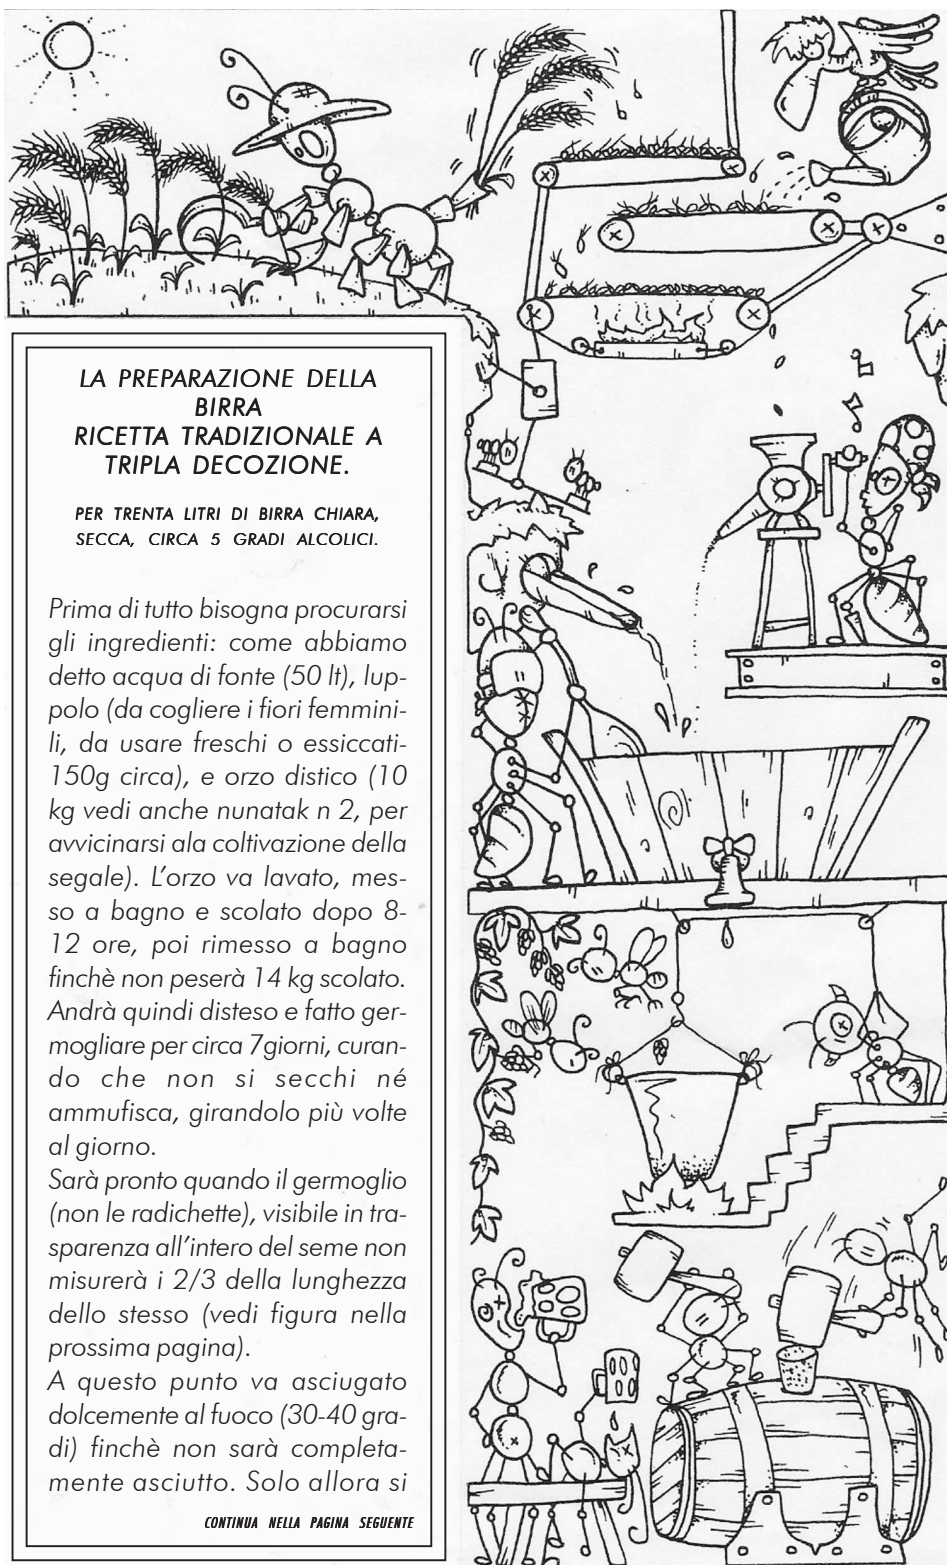 LA PREPARAZIONE DELLA
BIRRA
RICETTA TRADIZIONALE A
TRIPLA DECOZIONE.
PER TRENTA LITRI DI BIRRA CHIARA,
SECCA, CIRCA 5 GRADI ALCOLICI.
Prima di tutto bisogna procurarsi
gli ingredienti: come abbiamo
detto acqua di fonte (50 lt), lup-
polo (da cogliere i fiori femmini-
li, da usare freschi o essiccati-
150g circa), e orzo distico (10
kg vedi anche nunatak n 2, per
avvicinarsi ala coltivazione della
segale). L'orzo va lavato, mes-
so a bagno e scolato dopo 8-
12 ore, poi rimesso a bagno
finchè non peserà 14 kg scolato.
Andrà quindi disteso e fatto ger-
mogliare per circa 7giorni, curan-
do che non si secchi né
ammufisca, girandolo più volte
al giorno.
Sarà pronto quando il germoglio
(non le radichette), visibile in tra-
sparenza all'intero del seme non
misurerà i 2/3 della lunghezza
dello stesso (vedi figura nella
prossima pagina).
A questo punto va asciugato
dolcemente al fuoco (30-40 gra-
di) finchè non sarà completa-
mente asciutto. Solo allora si
CONTINUA NELLA PAGINA SEGUENTE